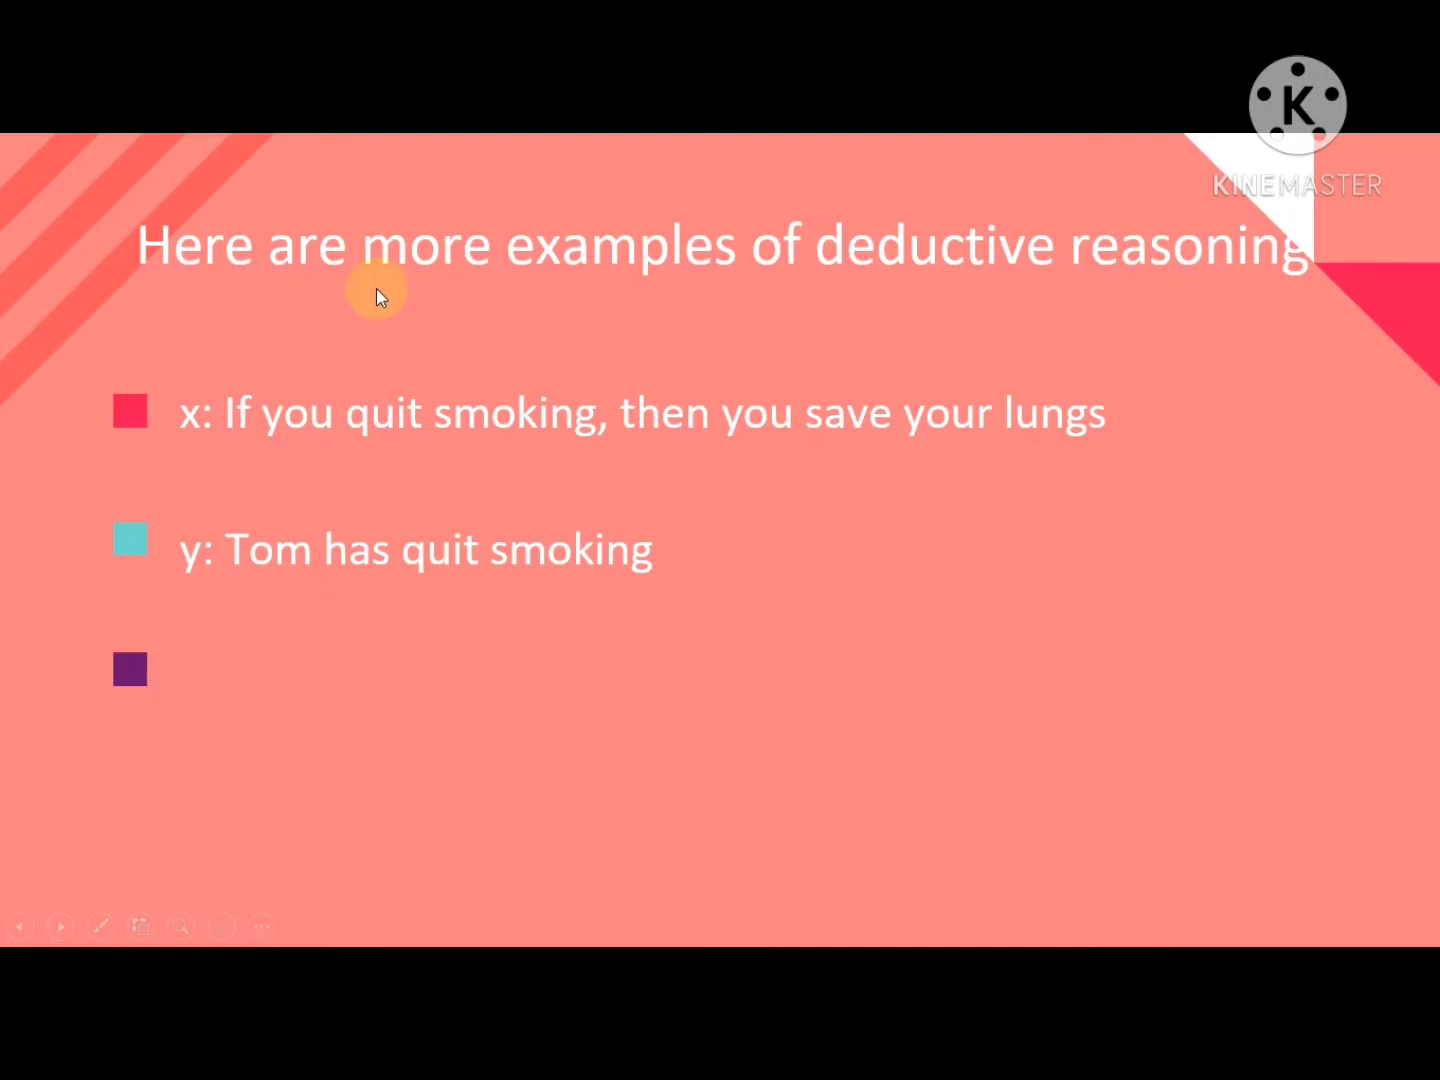 K
KINEMASTER
Here are more examples of deductive reasoning
x: If you quit smoking, then you save your lungs
y: Tom has quit smoking